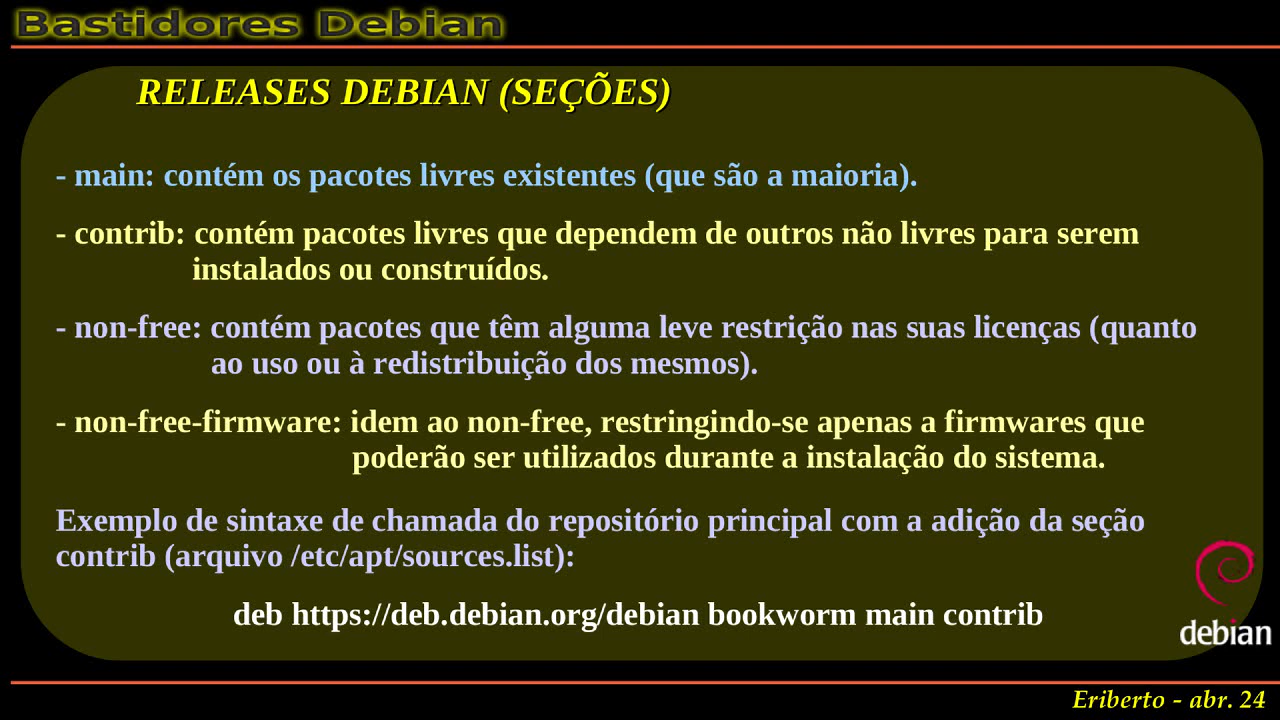 Bastidores Debian
RELEASES DEBIAN (SEÇÕES)
- main: contém os pacotes livres existentes (que são a maioria).
- contrib: contém pacotes livres que dependem de outros não livres para serem
instalados ou construídos.
- non-free: contém pacotes que têm alguma leve restrição nas suas licenças (quanto
ao uso ou à redistribuição dos mesmos).
- non-free-firmware: idem ao non-free, restringindo-se apenas a firmwares que
poderão ser utilizados durante a instalação do sistema.
Exemplo de sintaxe de chamada do repositório principal com a adição da seção
contrib (arquivo /etc/apt/sources.list):
deb https://deb.debian.org/debian bookworm main contrib
debian
Eriberto - abr. 24